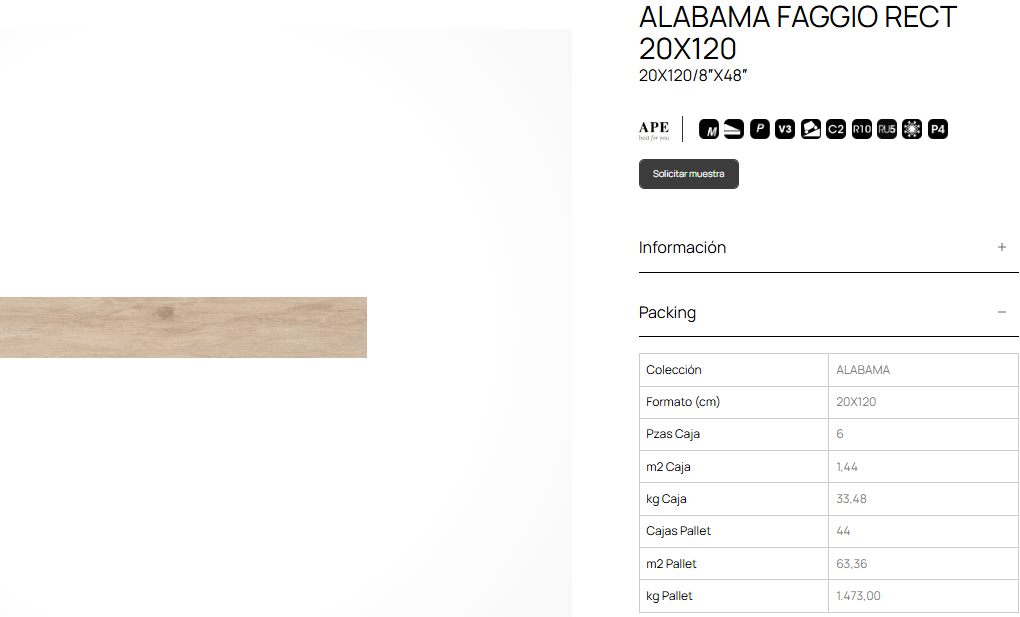 ALABAMA FAGGIO RECT
20X120
20X120/8″X48″
APE
best for you
M P V3 C2 R10 RU5 P4
Solicitar muestra
Información +
Packing −
Colección ALABAMA
Formato (cm) 20X120
Pzas Caja 6
m2 Caja 1,44
kg Caja 33,48
Cajas Pallet 44
m2 Pallet 63,36
kg Pallet 1.473,00